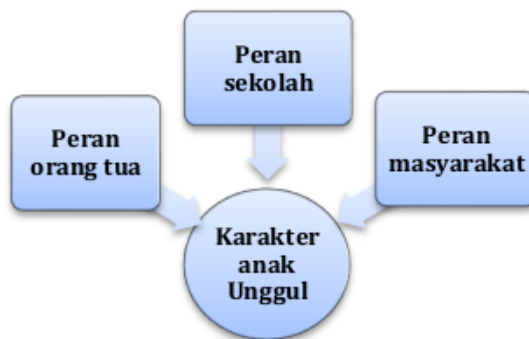 Peran
sekolah
Peran
orang tua
Peran
masyarakat
Karakter
anak
Unggul